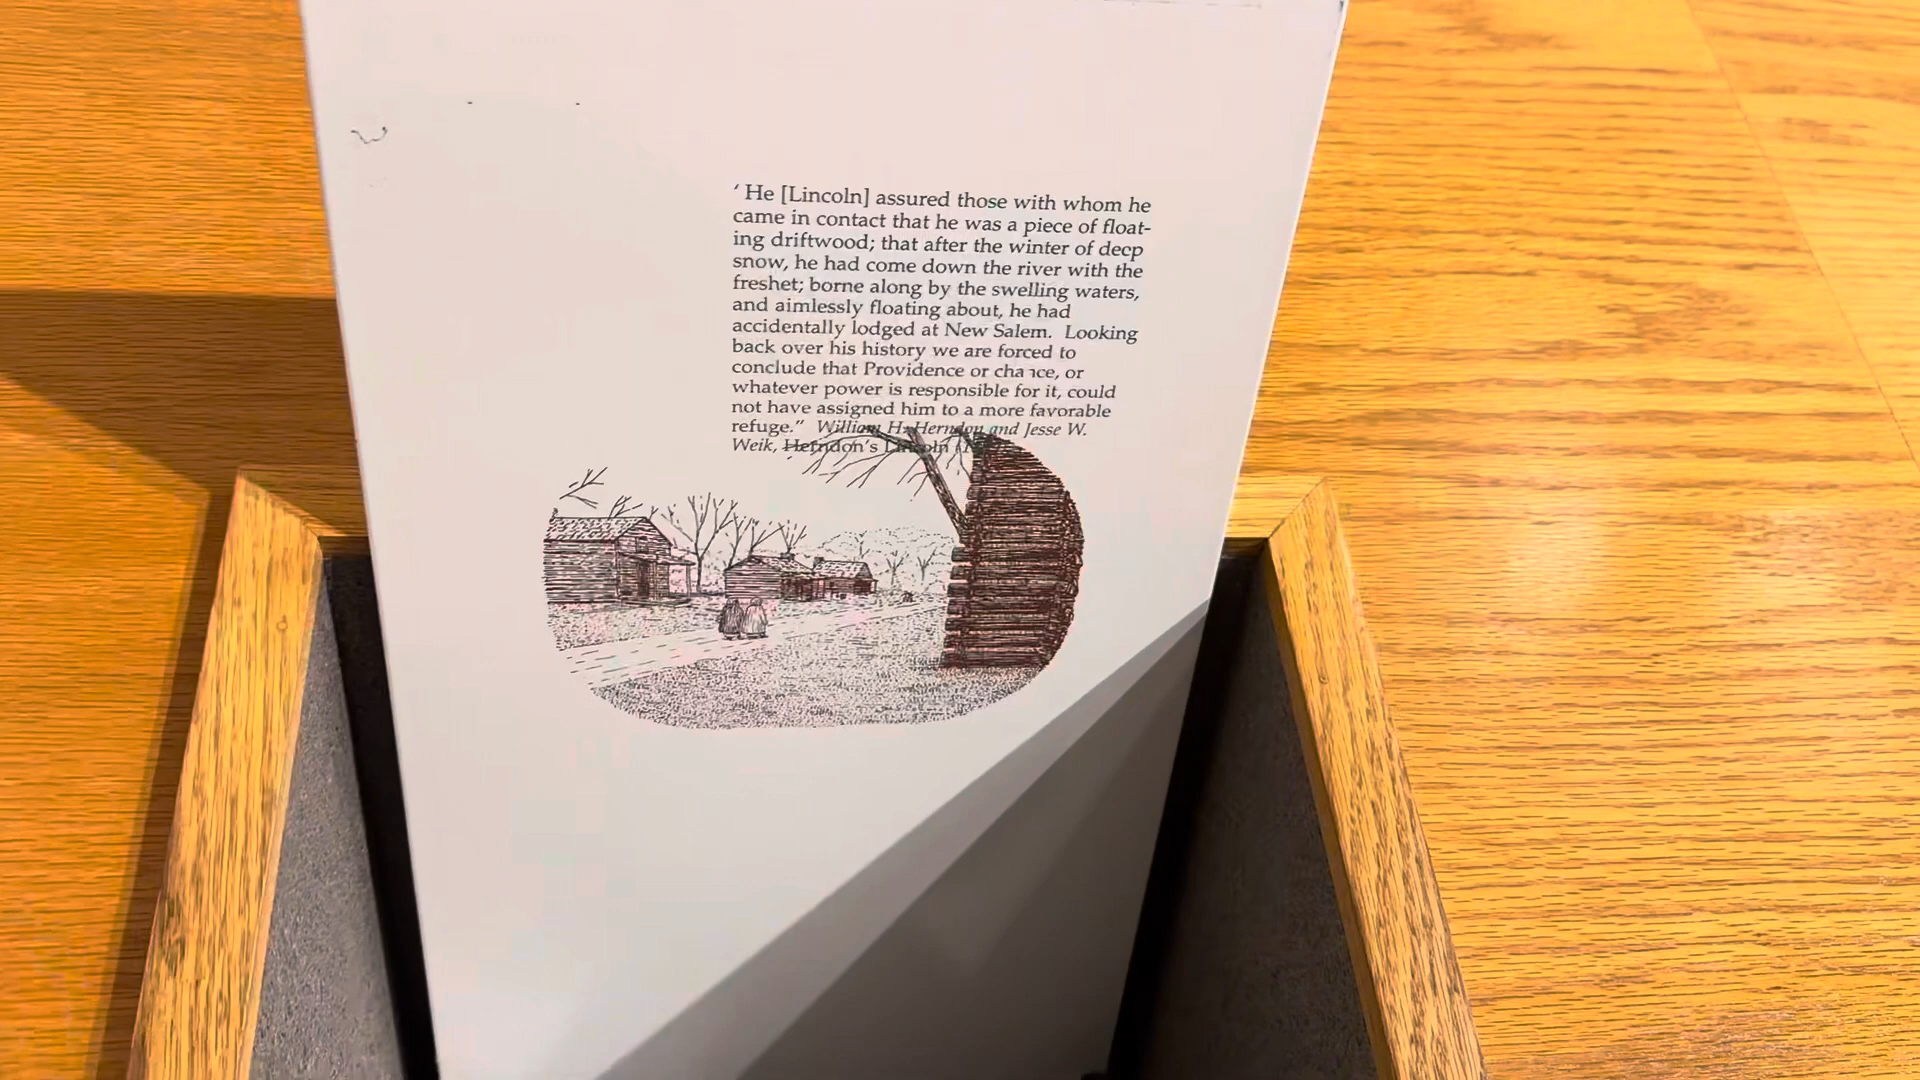 ‘ He [Lincoln] assured those with whom he
came in contact that he was a piece of float-
ing driftwood; that after the winter of deep
snow, he had come down the river with the
freshet; borne along by the swelling waters,
and aimlessly floating about, he had
accidentally lodged at New Salem. Looking
back over his history we are forced to
conclude that Providence or chance, or
whatever power is responsible for it, could
not have assigned him to a more favorable
refuge.” William H. Herndon and Jesse W.
Weik, Herndon's Lincoln